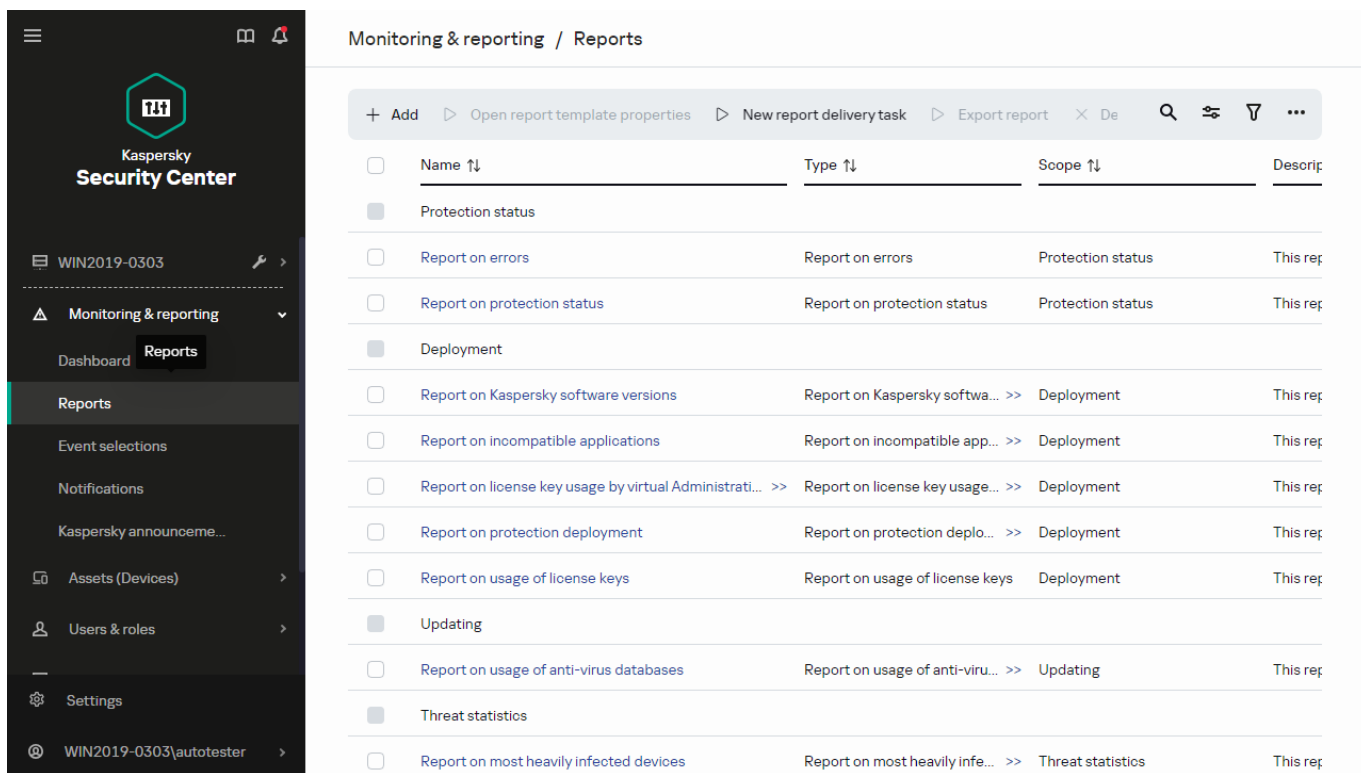 Monitoring & reporting / Reports
Kaspersky
Security Center
WIN2019-0303
Monitoring & reporting
Dashboard
Reports
Reports
Event selections
Notifications
Kaspersky announceme...
Assets (Devices)
Users & roles
Settings
WIN2019-0303\autotester
+ Add Open report template properties New report delivery task Export report De
Name Type Scope Descrip
Protection status
Report on errors Report on errors Protection status This rep
Report on protection status Report on protection status Protection status This rep
Deployment
Report on Kaspersky software versions Report on Kaspersky softwa... >> Deployment This rep
Report on incompatible applications Report on incompatible app... >> Deployment This rep
Report on license key usage by virtual Administrati... >> Report on license key usage... >> Deployment This rep
Report on protection deployment Report on protection deplo... >> Deployment This rep
Report on usage of license keys Report on usage of license keys Deployment This rep
Updating
Report on usage of anti-virus databases Report on usage of anti-viru... >> Updating This rep
Threat statistics
Report on most heavily infected devices Report on most heavily infe... >> Threat statistics This rep